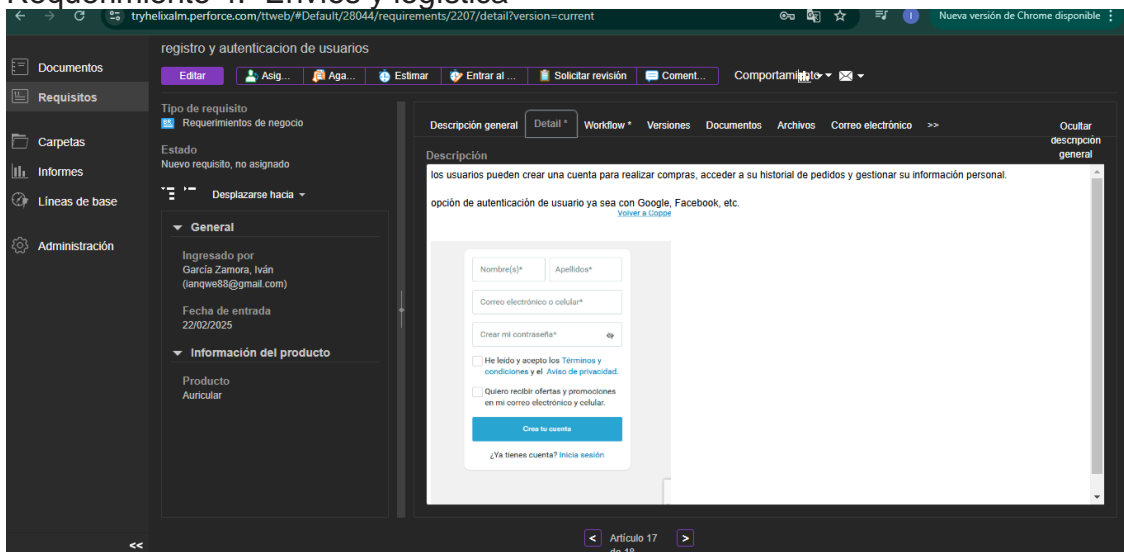 Requerimiento 4.- Envíos y logística
tryhelixalm.perforce.com/ttweb/#Default/28044/requirements/2207/detail?version=current
Nueva versión de Chrome disponible
registro y autenticacion de usuarios
Documentos
Requisitos
Carpetas
Informes
Líneas de base
Administración
<<
Editar
Asig...
Aga...
Estimar
Entrar al ...
Solicitar revisión
Coment...
Tipo de requisito
Requerimientos de negocio
Estado
Nuevo requisito, no asignado
Desplazarse hacia
General
Ingresado por
García Zamora, Iván
(ianqwe88@gmail.com)
Fecha de entrada
22/02/2025
Información del producto
Producto
Auricular
Descripción general
Detail *
Workflow *
Versiones
Documentos
Archivos
Correo electrónico
>>
Ocultar
descripción
general
Descripción
los usuarios pueden crear una cuenta para realizar compras, acceder a su historial de pedidos y gestionar su información personal.
opción de autenticación de usuario ya sea con Google, Facebook, etc.
Volver a Coppe
Nombre(s)*
Apellidos*
Correo electrónico o celular*
Crear mi contraseña*
He leído y acepto los Términos y
condiciones y el Aviso de privacidad.
Quiero recibir ofertas y promociones
en mi correo electrónico y celular.
Crea tu cuenta
¿Ya tienes cuenta? Inicia sesión
< Artículo 17 >
de 18